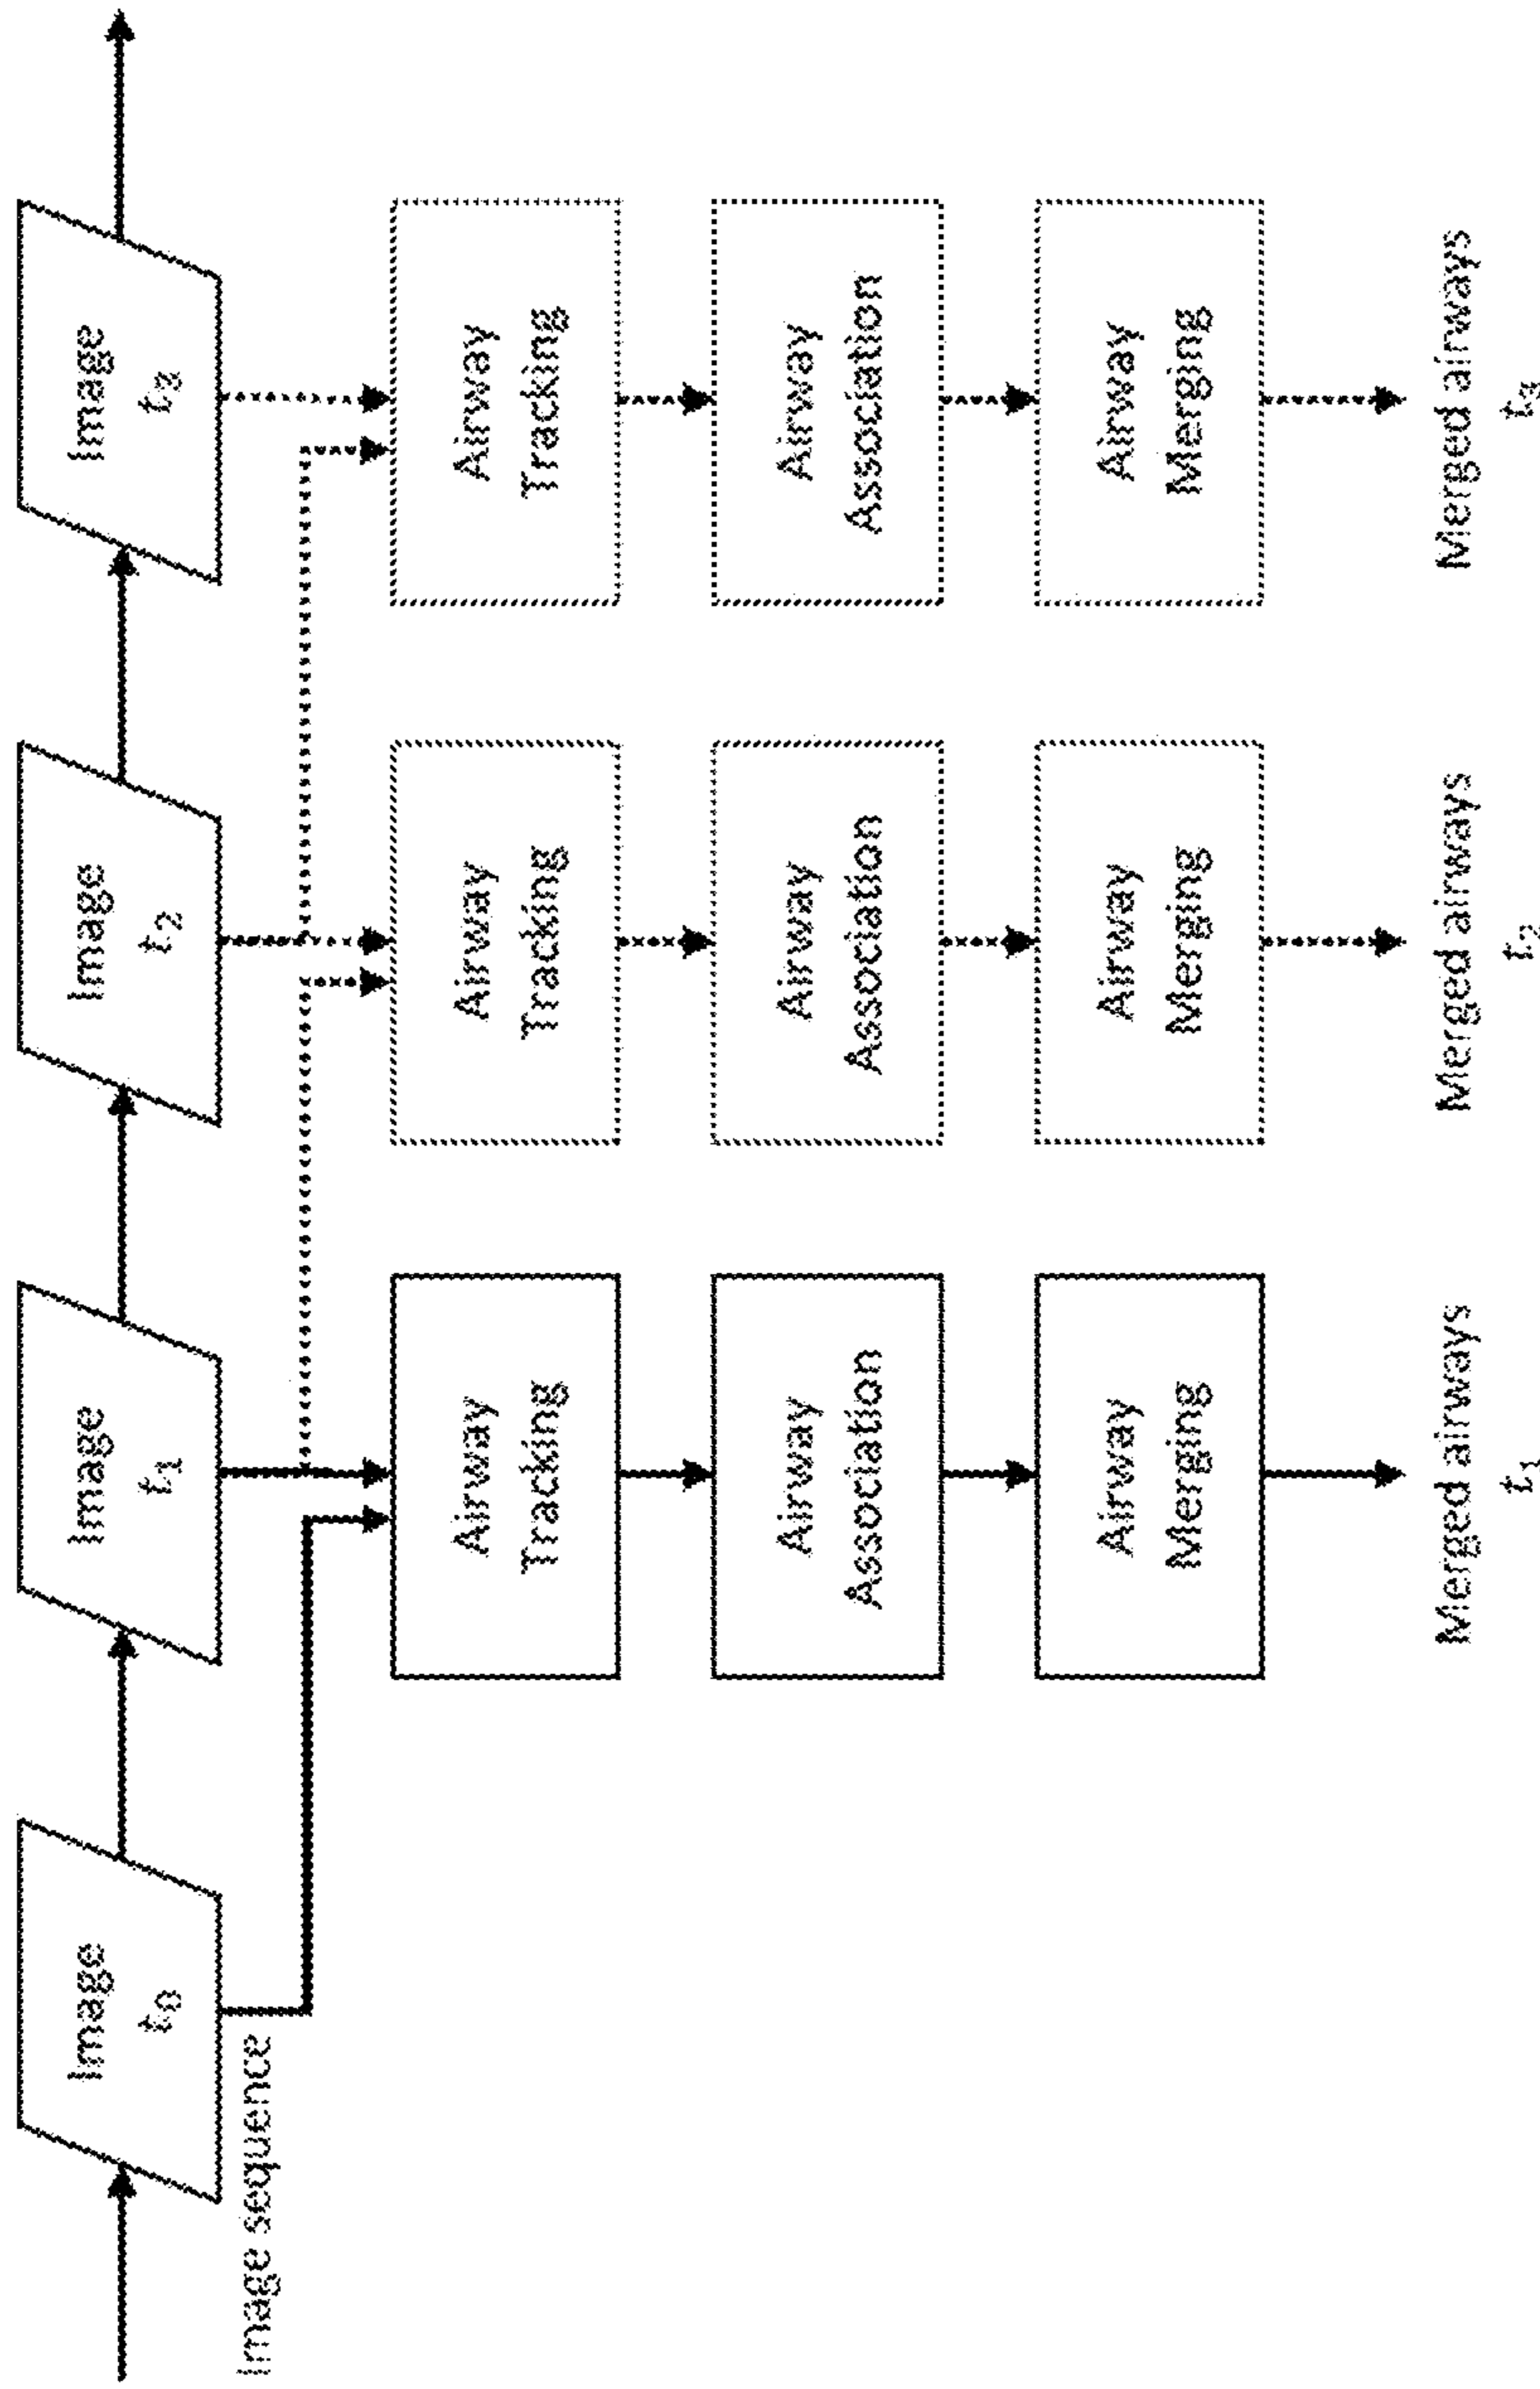 Image
t₀
Image
t₁
Image
t₂
Image
t₃
Image sequence
Airway
Tracking
Airway
Tracking
Airway
Tracking
Airway
Association
Airway
Association
Airway
Association
Airway
Merging
Airway
Merging
Airway
Merging
Merged airways
t₁
Merged airways
t₂
Merged airways
t₃